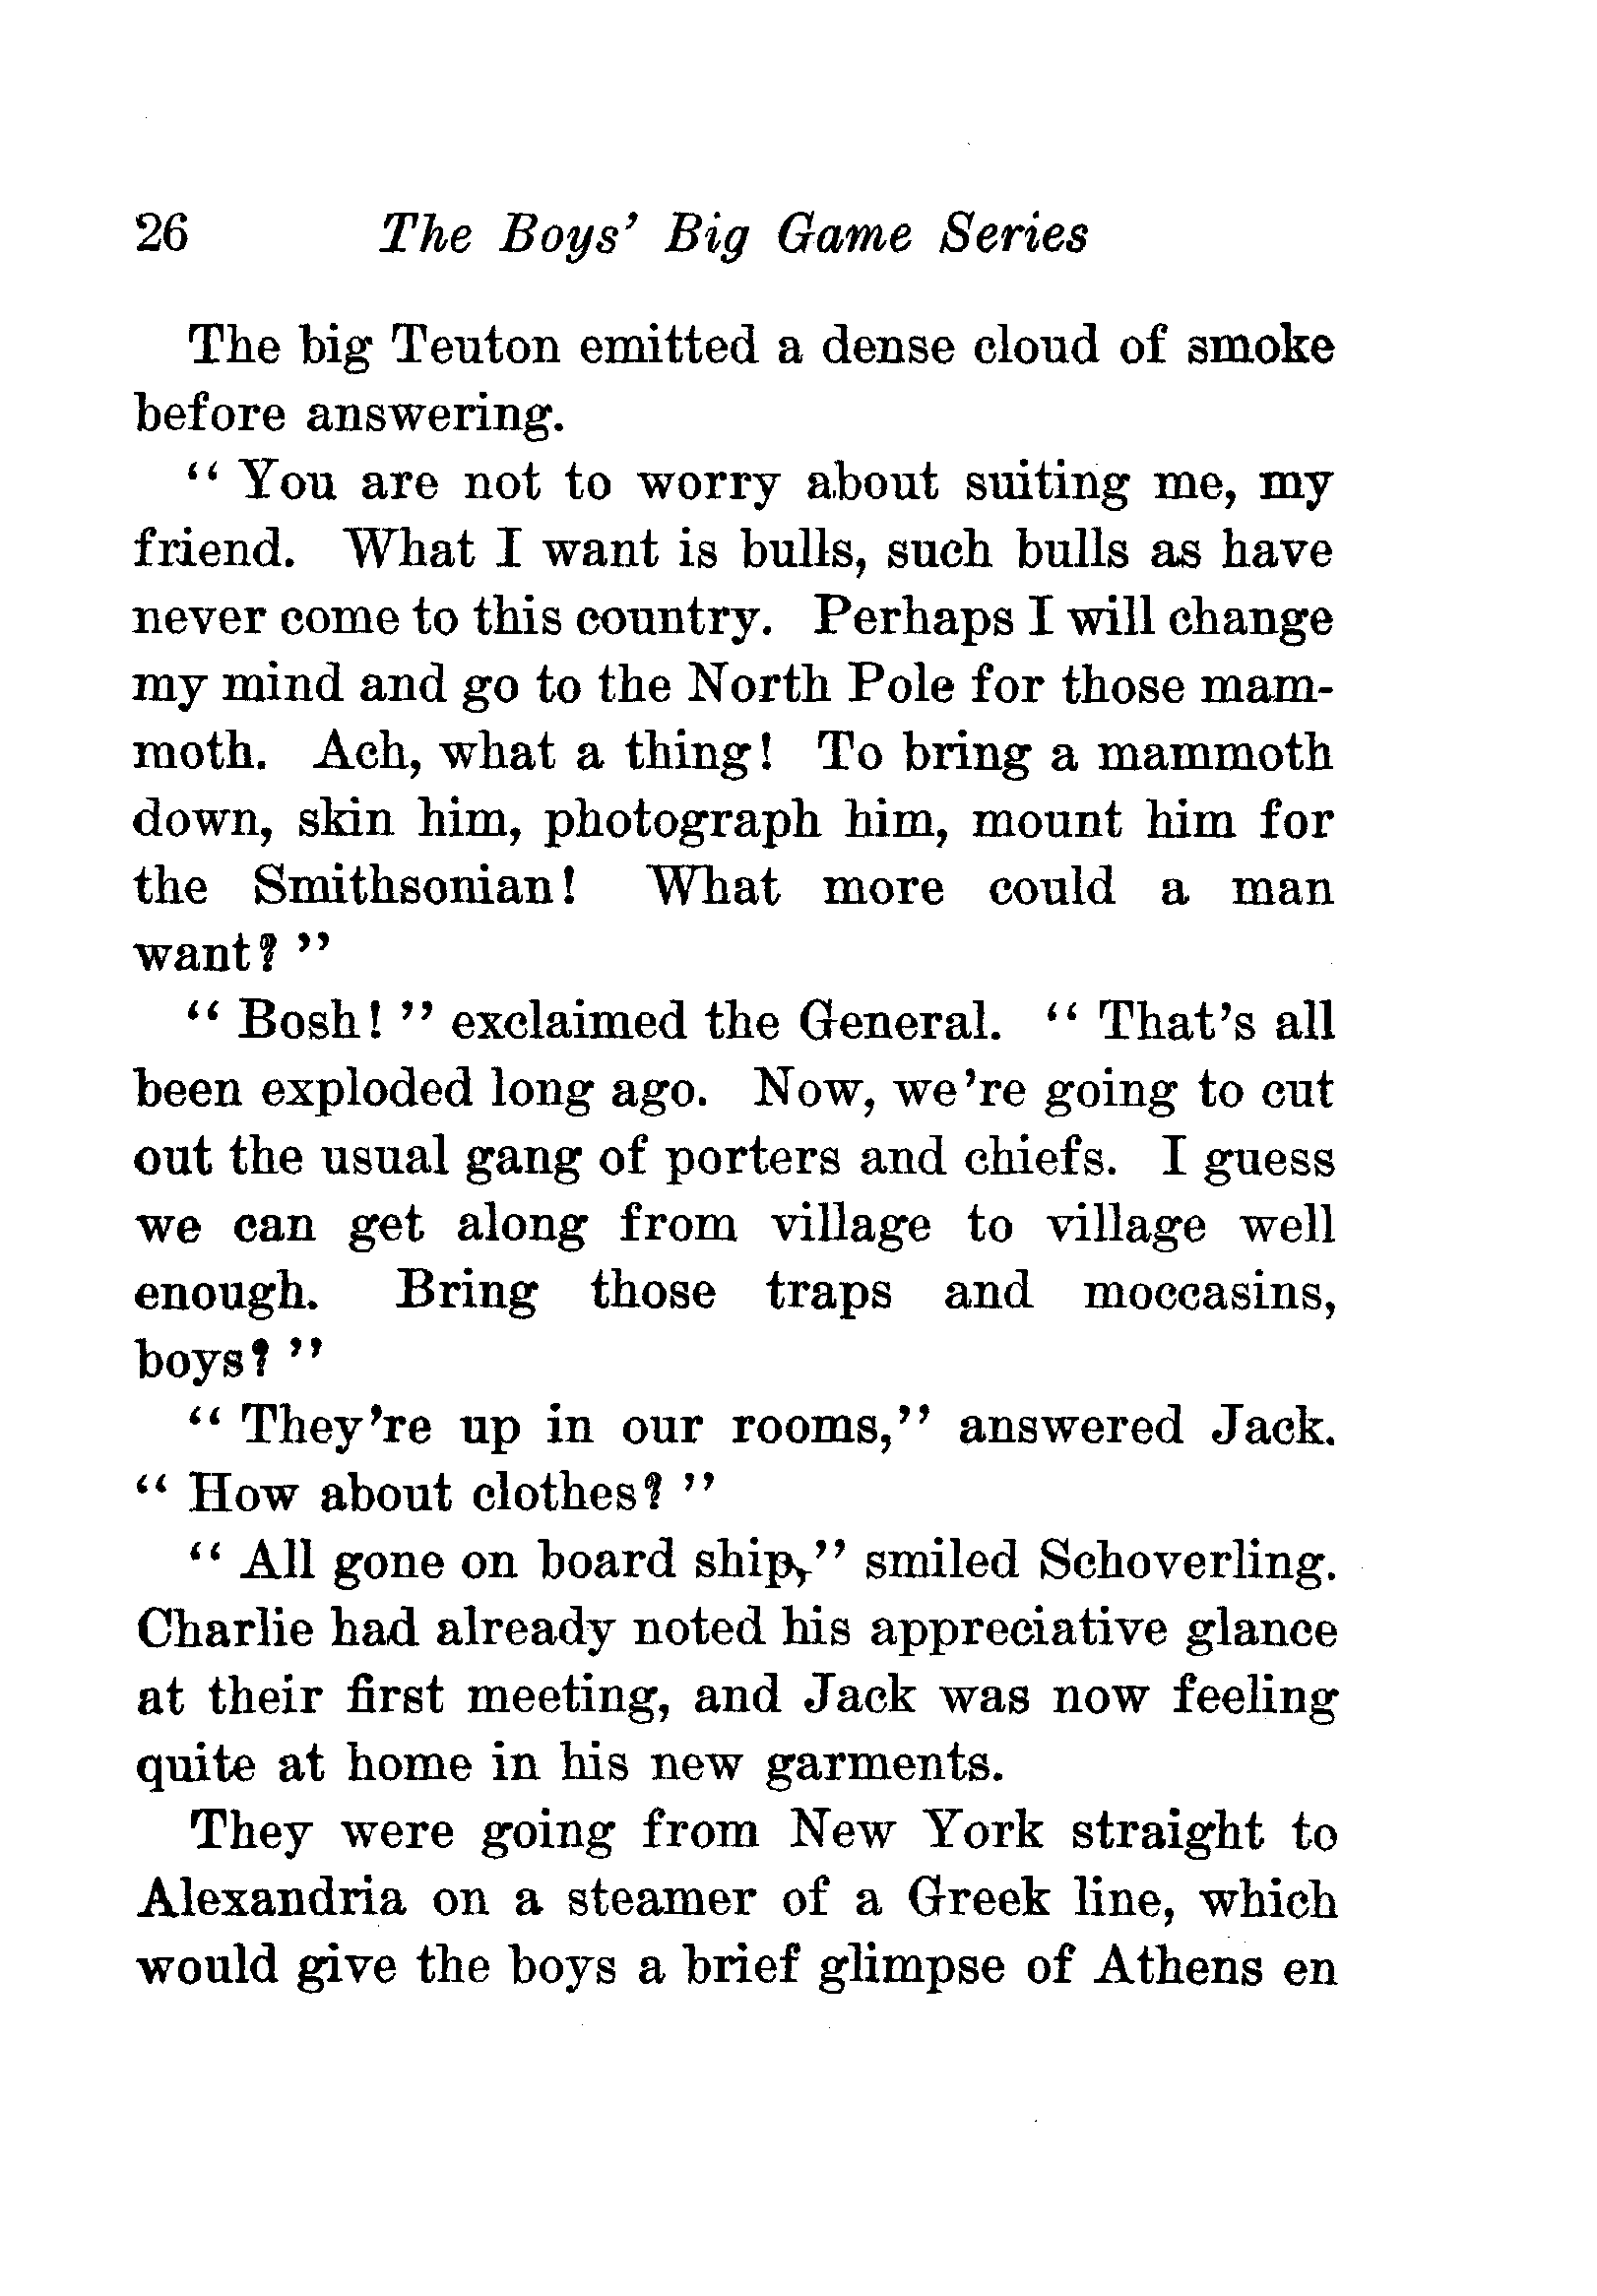 26 The Boys' Big Game Series
The big Teuton emitted a dense cloud of smoke
before answering.
"You are not to worry about suiting me, my
friend. What I want is bulls, such bulls as have
never come to this country. Perhaps I will change
my mind and go to the North Pole for those mam-
moth. Ach, what a thing! To bring a mammoth
down, skin him, photograph him, mount him for
the Smithsonian! What more could a man
want?"
"Bosh!" exclaimed the General. "That's all
been exploded long ago. Now, we're going to cut
out the usual gang of porters and chiefs. I guess
we can get along from village to village well
enough. Bring those traps and moccasins,
boys?"
"They're up in our rooms," answered Jack.
"How about clothes?"
"All gone on board ship," smiled Schoverling.
Charlie had already noted his appreciative glance
at their first meeting, and Jack was now feeling
quite at home in his new garments.
They were going from New York straight to
Alexandria on a steamer of a Greek line, which
would give the boys a brief glimpse of Athens en